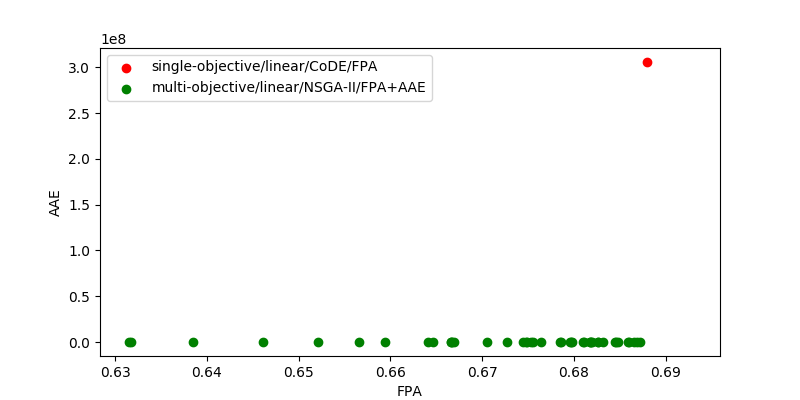 1e8
single-objective/linear/CoDE/FPA
multi-objective/linear/NSGA-II/FPA+AAE
3.0
2.5
2.0
1.5
1.0
0.5
0.0
AAE
0.63 0.64 0.65 0.66 0.67 0.68 0.69
FPA